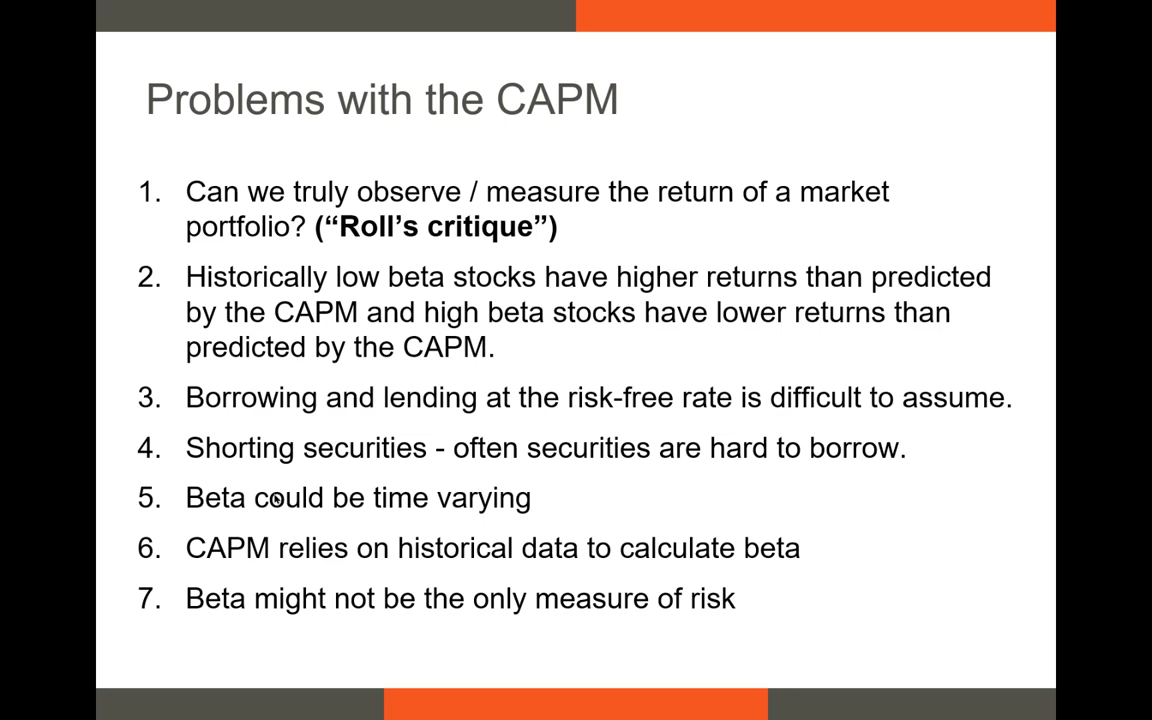 Problems with the CAPM
1. Can we truly observe / measure the return of a market
portfolio? (“Roll’s critique”)
2. Historically low beta stocks have higher returns than predicted
by the CAPM and high beta stocks have lower returns than
predicted by the CAPM.
3. Borrowing and lending at the risk-free rate is difficult to assume.
4. Shorting securities - often securities are hard to borrow.
5. Beta could be time varying
6. CAPM relies on historical data to calculate beta
7. Beta might not be the only measure of risk